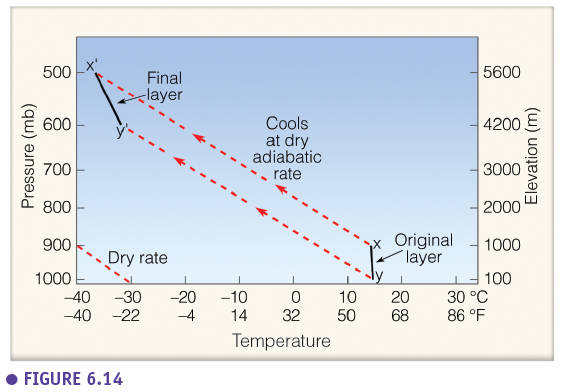 x'
500
Final
layer
5600
600
y'
4200
Cools
at dry
adiabatic
rate
700
3000
800
2000
Pressure (mb)
Elevation (m)
900
x
Original
layer
1000
Dry rate
1000
y
100
–40 –30 –20 –10 0 10 20 30 °C
–40 –22 –4 14 32 50 68 86 °F
Temperature
● FIGURE 6.14